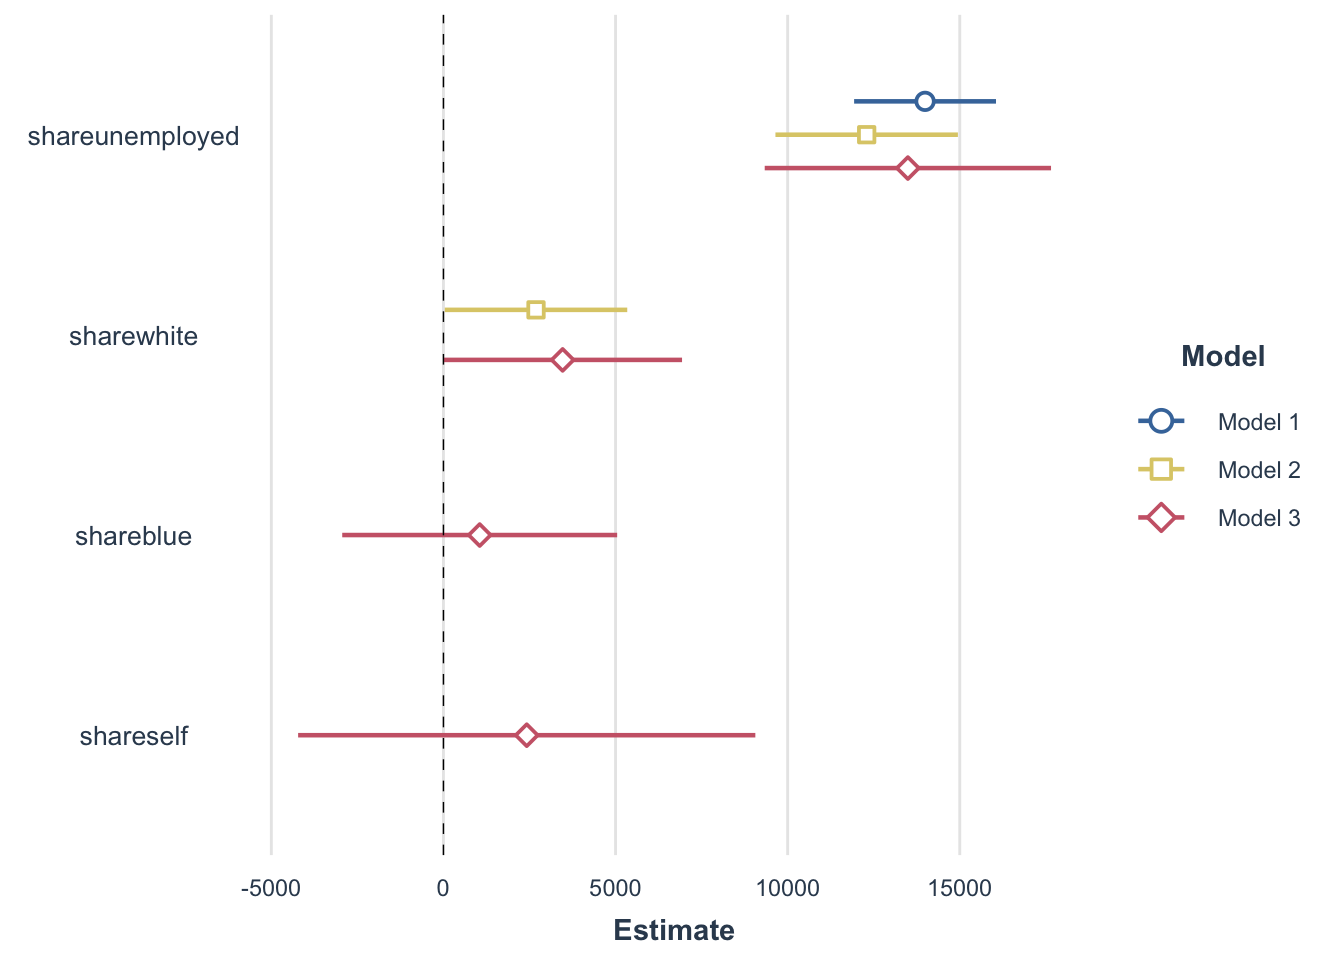 shareunemployed
sharewhite
shareblue
shareself
-5000 0 5000 10000 15000
Estimate
Model
Model 1
Model 2
Model 3